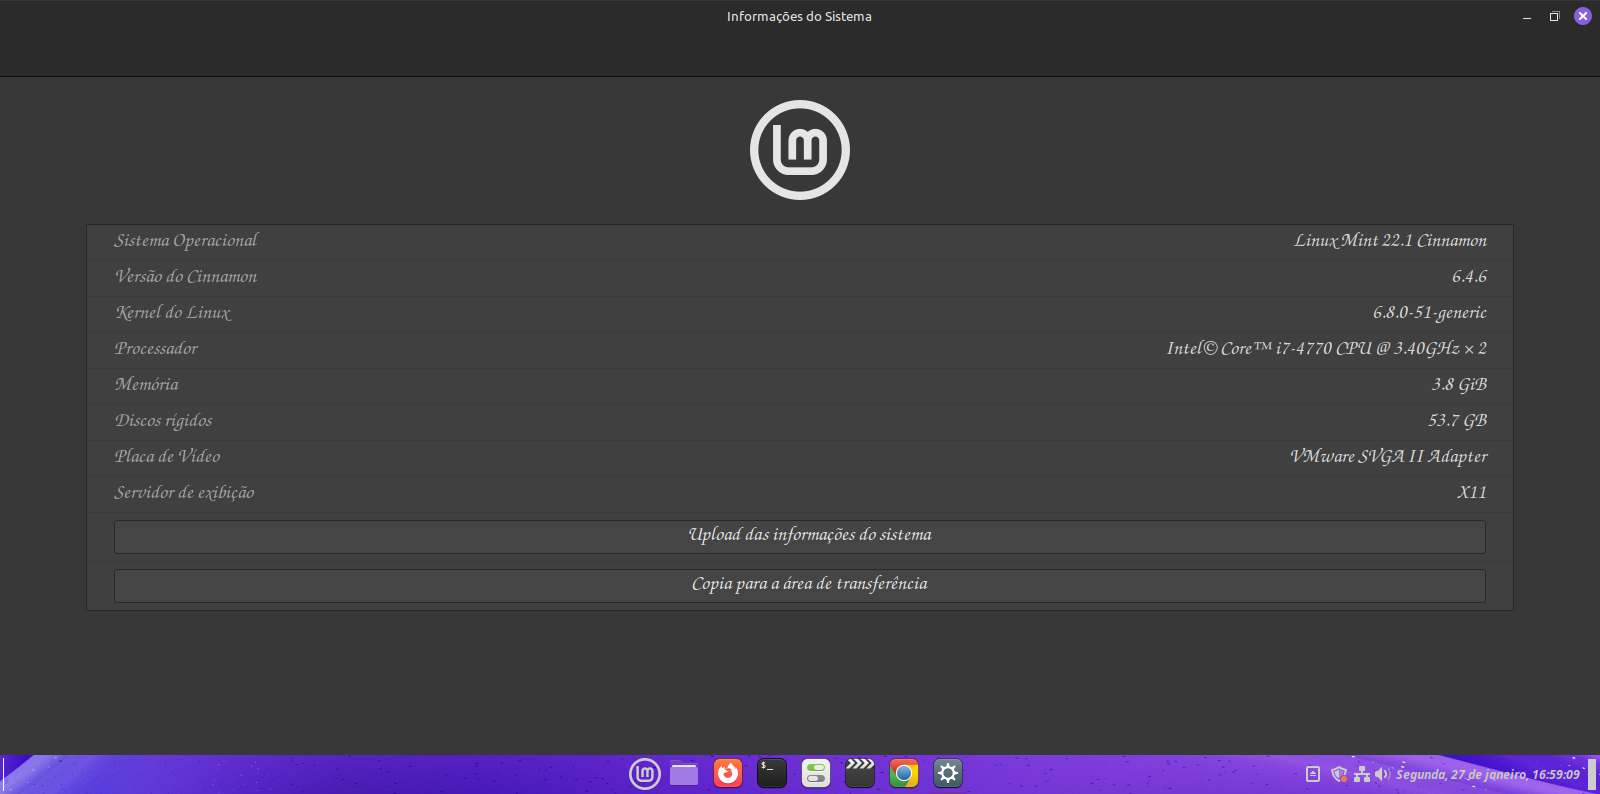 Informações do Sistema
lm
Sistema Operacional Linux Mint 22.1 Cinnamon
Versão do Cinnamon 6.4.6
Kernel do Linux 6.8.0-51-generic
Processador Intel© Core™ i7-4770 CPU @ 3.40GHz × 2
Memória 3.8 GiB
Discos rígidos 53.7 GB
Placa de Vídeo VMware SVGA II Adapter
Servidor de exibição X11
Upload das informações do sistema
Copia para a área de transferência
lm $_ Segunda, 27 de janeiro, 16:59:09